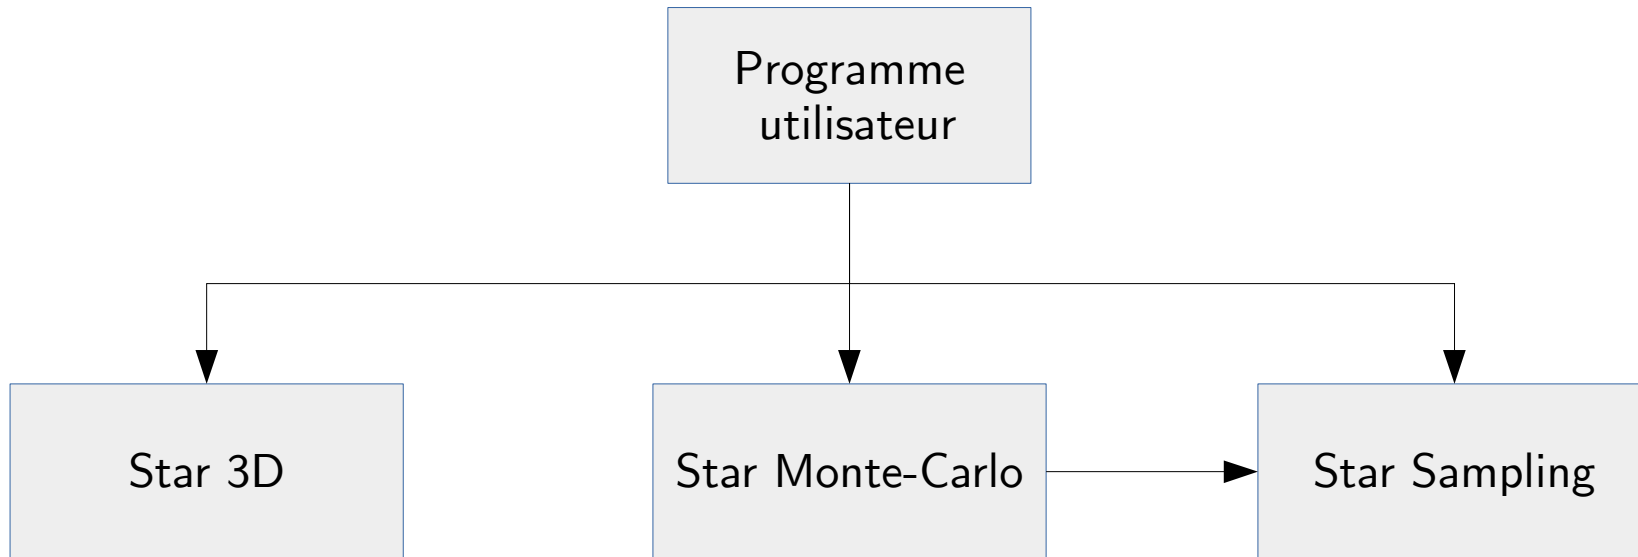 Programme
utilisateur
Star 3D
Star Monte-Carlo
Star Sampling